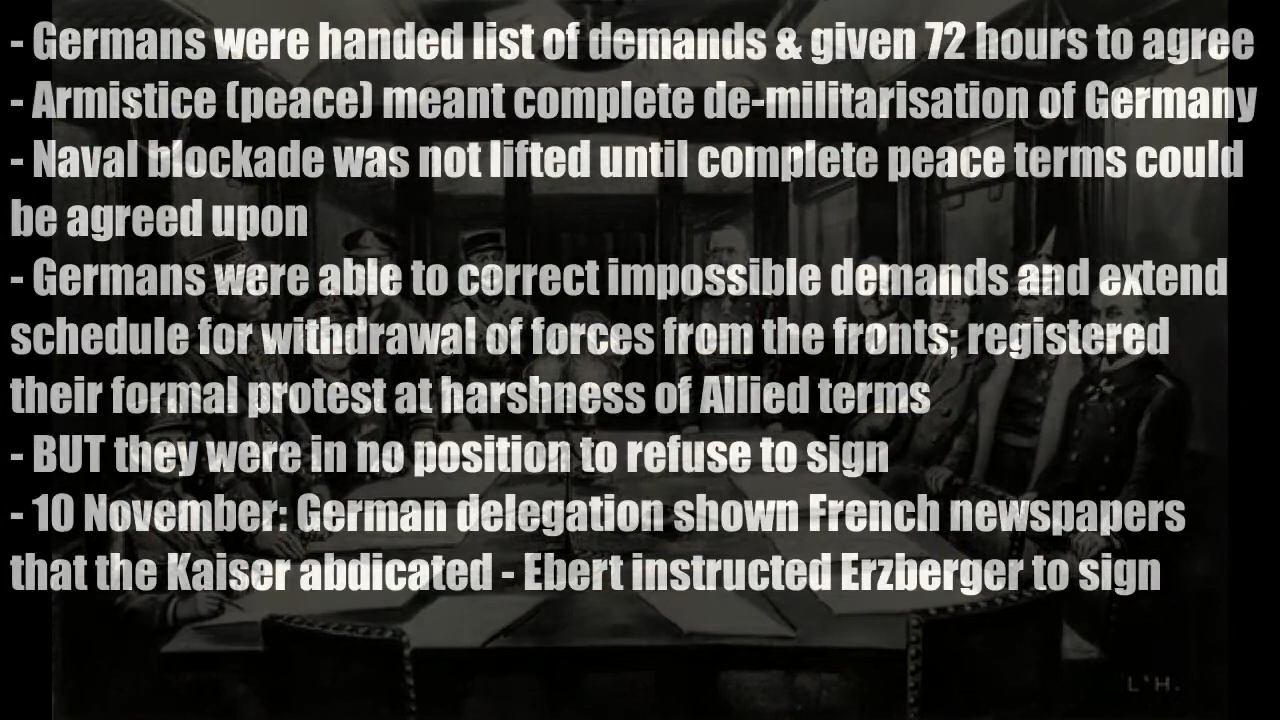 - Germans were handed list of demands & given 72 hours to agree
- Armistice (peace) meant complete de-militarisation of Germany
- Naval blockade was not lifted until complete peace terms could
be agreed upon
- Germans were able to correct impossible demands and extend
schedule for withdrawal of forces from the fronts; registered
their formal protest at harshness of Allied terms
- BUT they were in no position to refuse to sign
- 10 November: German delegation shown French newspapers
that the Kaiser abdicated - Ebert instructed Erzberger to sign
L'H.